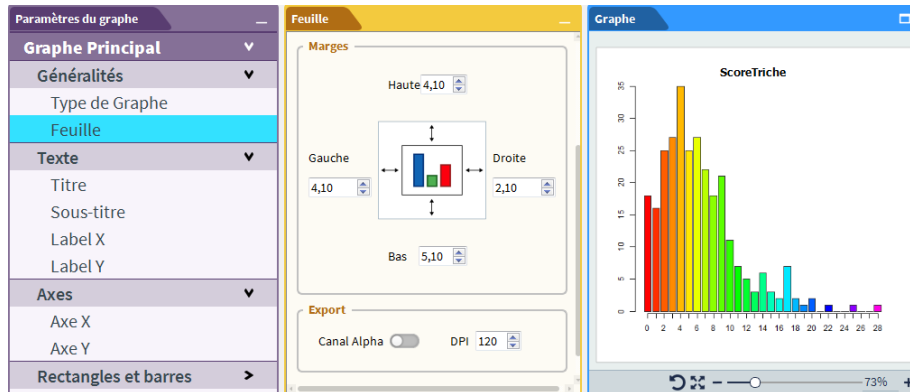 Paramètres du graphe
Graphe Principal
Généralités
Type de Graphe
Feuille
Texte
Titre
Sous-titre
Label X
Label Y
Axes
Axe X
Axe Y
Rectangles et barres
Feuille
Marges
Haute 4,10
Gauche
Droite
4,10
2,10
Bas 5,10
Export
Canal Alpha
DPI 120
Graphe
ScoreTriche
35
30
25
20
15
10
5
0
0 2 4 6 8 10 12 14 16 18 20 22 24 26 28
73%